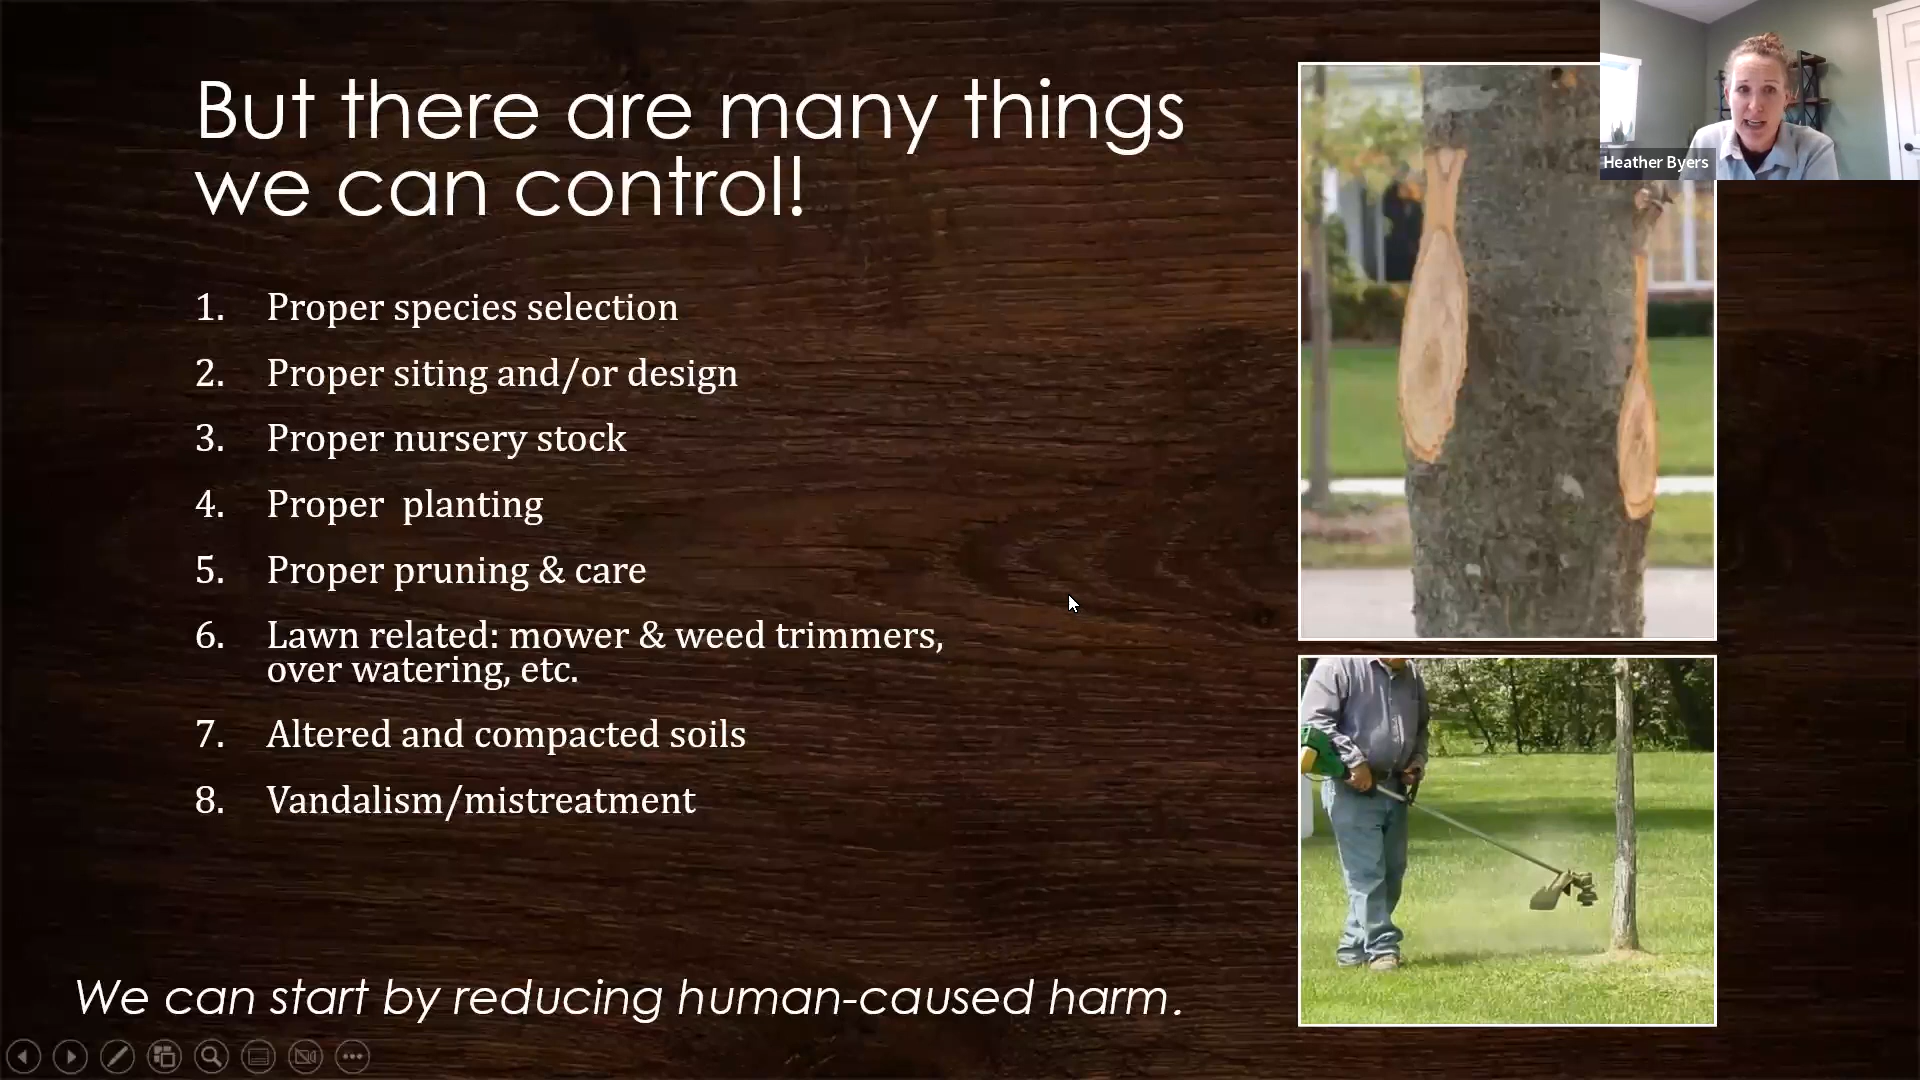 But there are many things
we can control!
Heather Byers
1. Proper species selection
2. Proper siting and/or design
3. Proper nursery stock
4. Proper  planting
5. Proper pruning & care
6. Lawn related: mower & weed trimmers,
over watering, etc.
7. Altered and compacted soils
8. Vandalism/mistreatment
We can start by reducing human-caused harm.